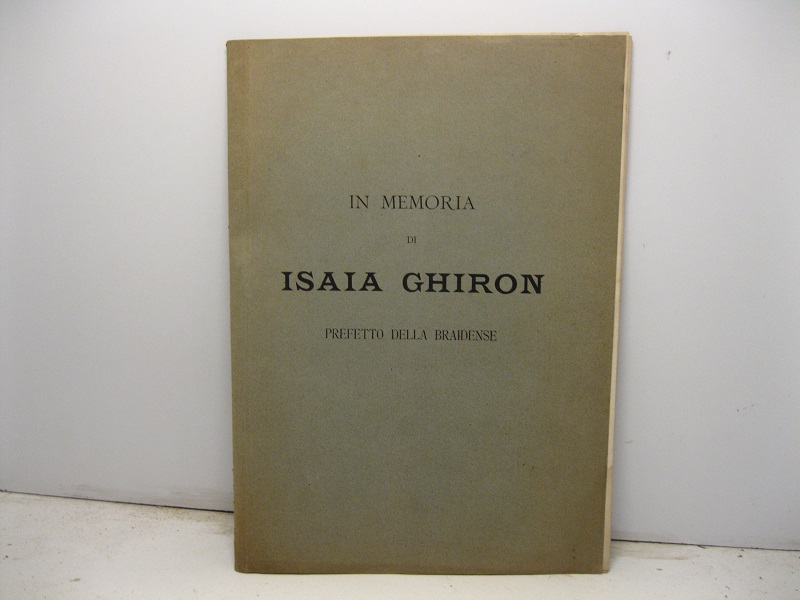 IN MEMORIA
DI
ISAIA GHIRON
PREFETTO DELLA BRAIDENSE